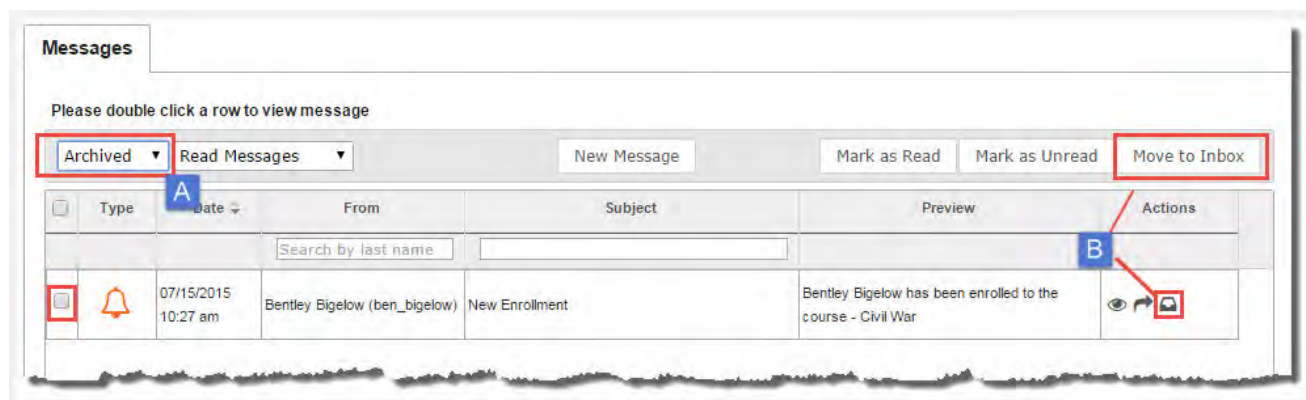 Messages
Please double click a row to view message
Archived Read Messages New Message Mark as Read Mark as Unread Move to Inbox
A
Type Date From Subject Preview Actions
Search by last name
B
07/15/2015
10:27 am
Bentley Bigelow (ben_bigelow) New Enrollment
Bentley Bigelow has been enrolled to the
course - Civil War